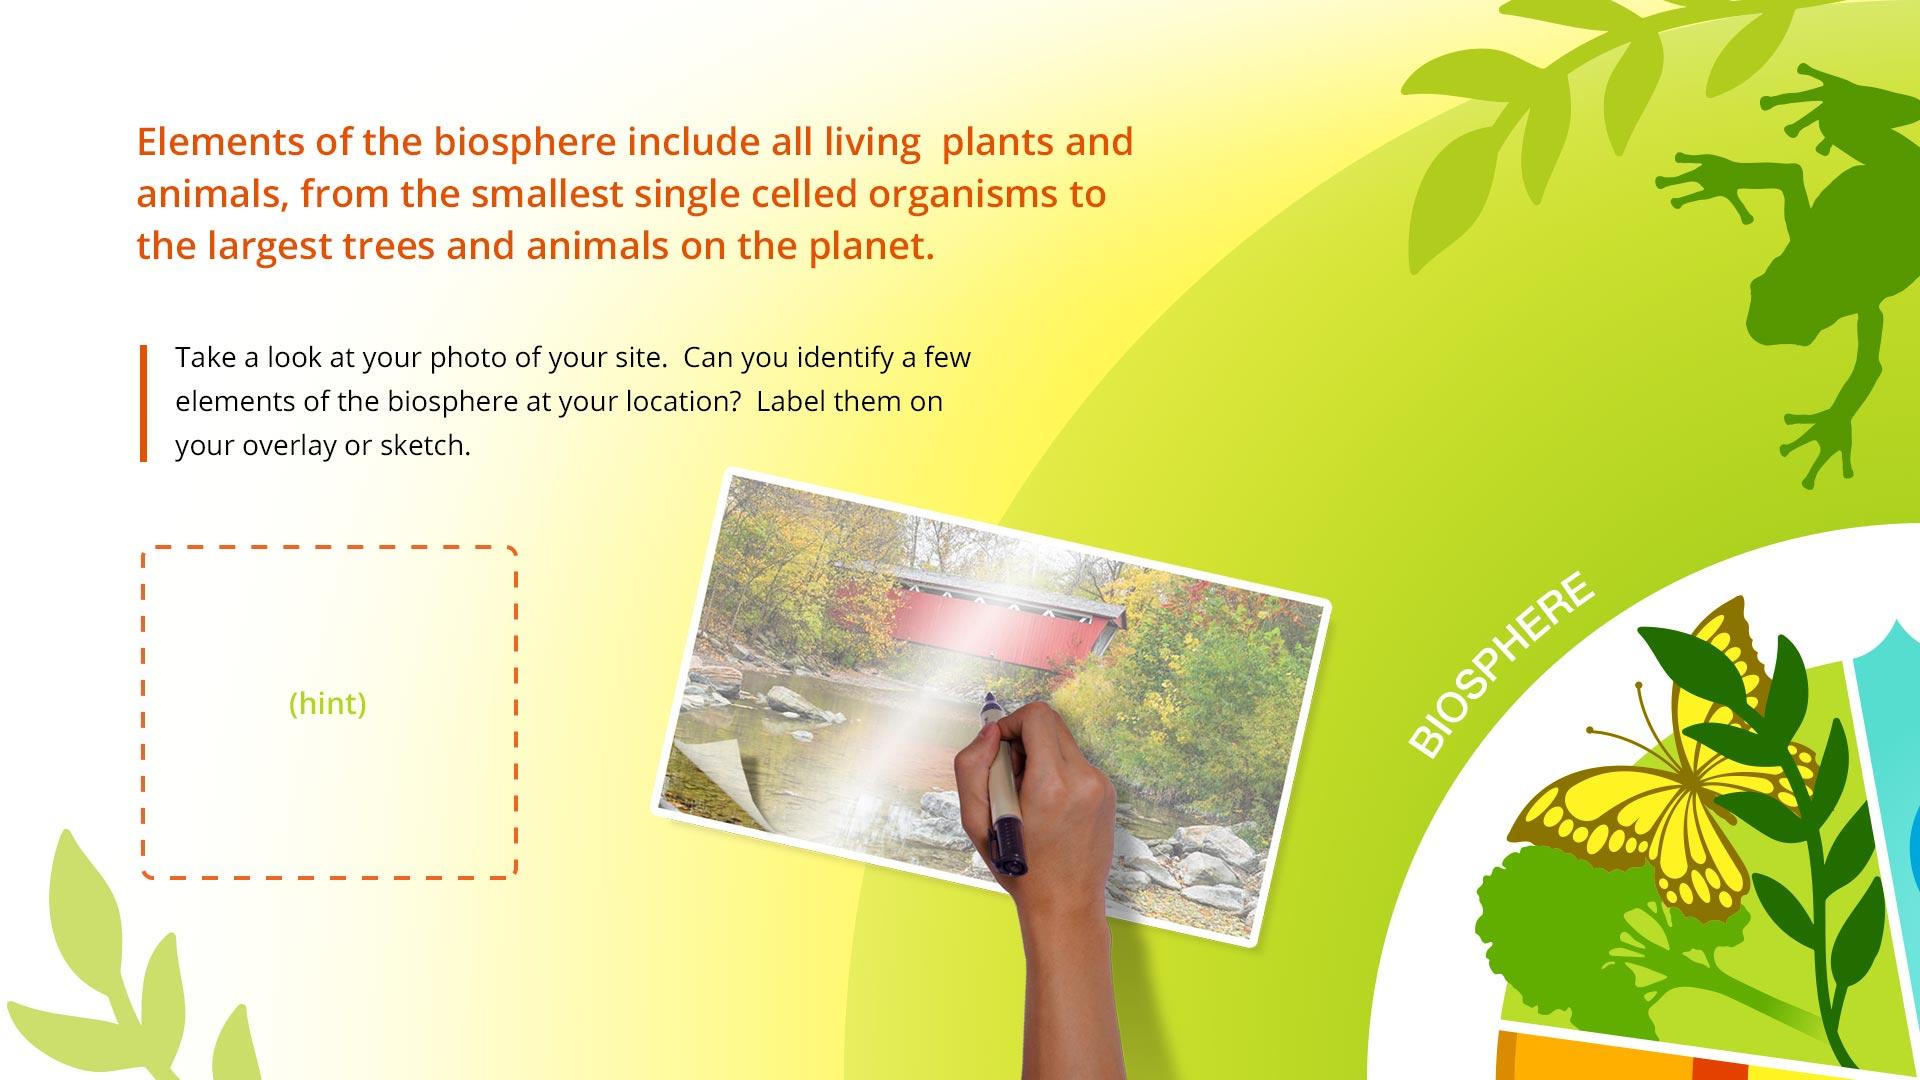 Elements of the biosphere include all living  plants and
animals, from the smallest single celled organisms to
the largest trees and animals on the planet.
Take a look at your photo of your site.  Can you identify a few
elements of the biosphere at your location?  Label them on
your overlay or sketch.
(hint)
BIOSPHERE